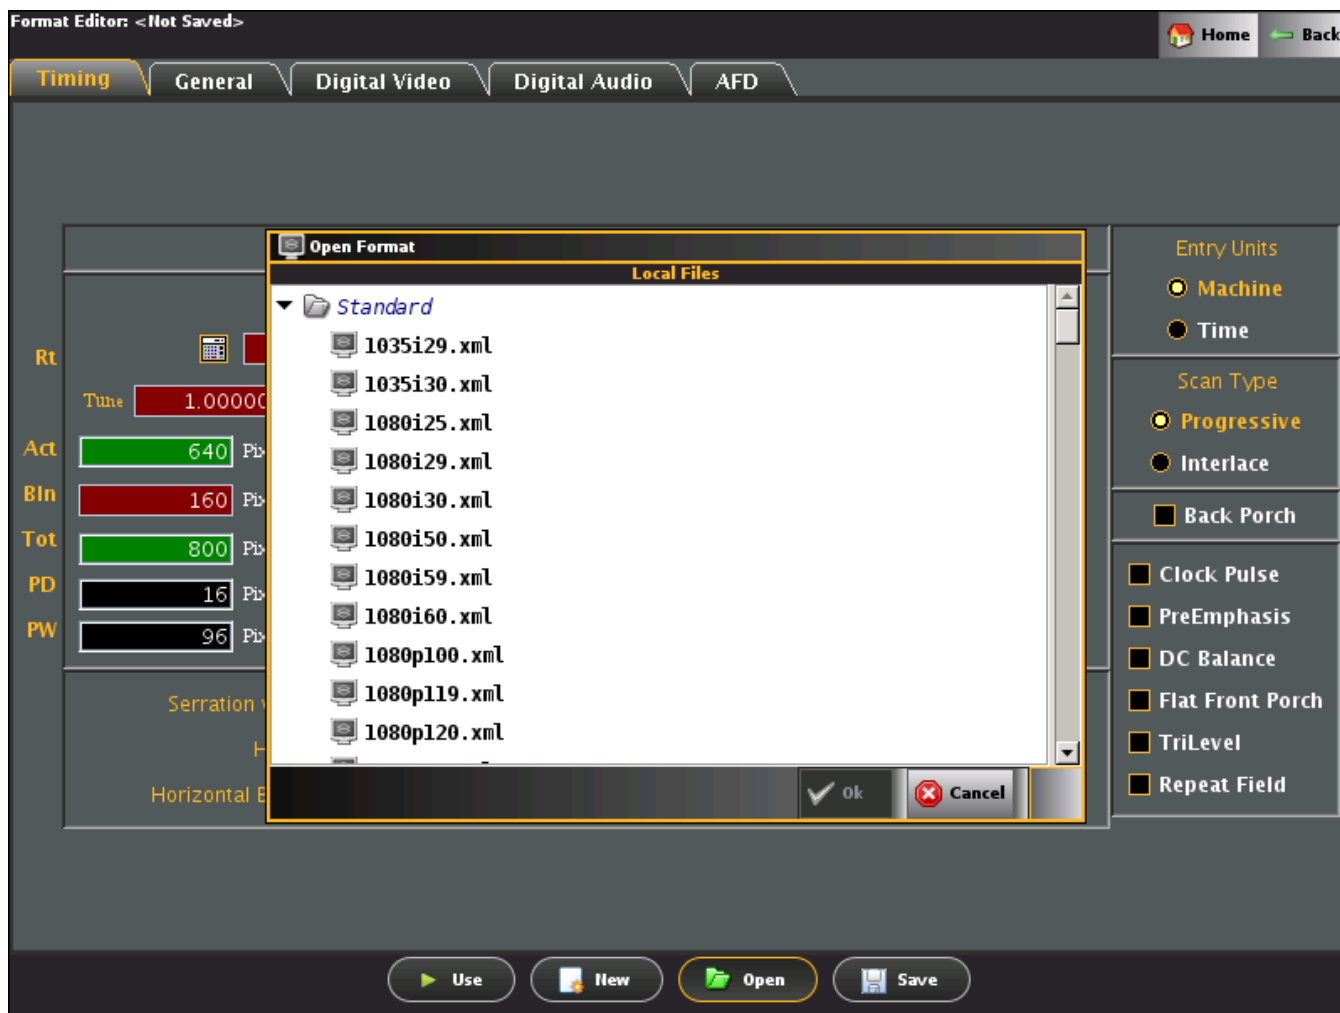 Format Editor: <Not Saved>
Home
Back
Timing
General
Digital Video
Digital Audio
AFD
Open Format
Local Files
Standard
1035i29.xml
1035i30.xml
1080i25.xml
1080i29.xml
1080i30.xml
1080i50.xml
1080i59.xml
1080i60.xml
1080p100.xml
1080p119.xml
1080p120.xml
Ok
Cancel
Rt
Tune 1.00000
Act 640
Bln 160
Tot 800
PD 16
PW 96
Serration
Horizontal
Entry Units
Machine
Time
Scan Type
Progressive
Interlace
Back Porch
Clock Pulse
PreEmphasis
DC Balance
Flat Front Porch
TriLevel
Repeat Field
Use
New
Open
Save